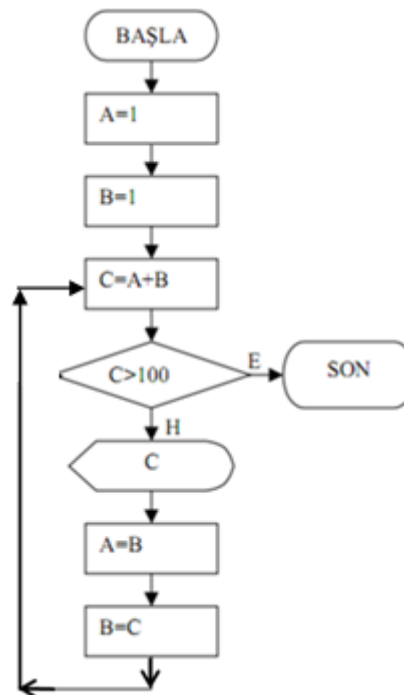 BAŞLA
A=1
B=1
C=A+B
C>100
E
SON
H
C
A=B
B=C